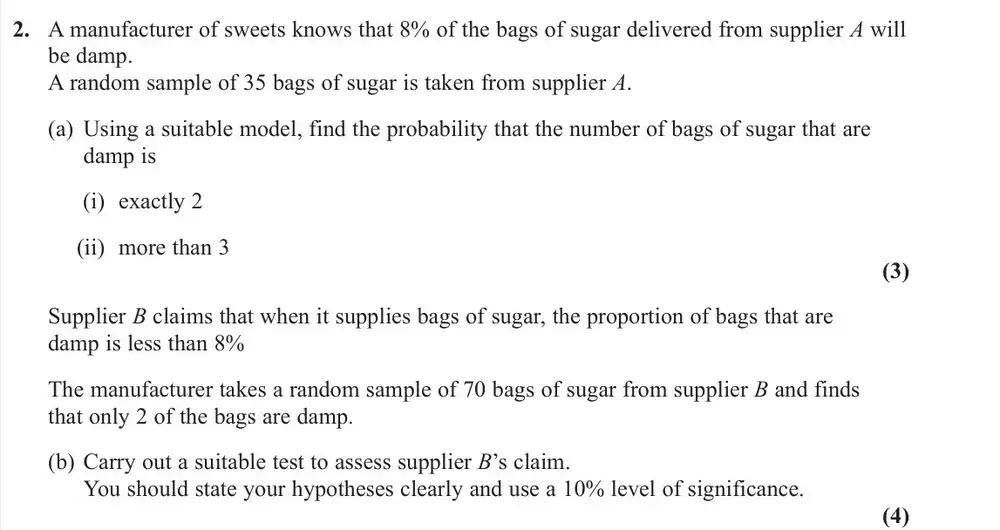 2. A manufacturer of sweets knows that 8% of the bags of sugar delivered from supplier A will
be damp.
A random sample of 35 bags of sugar is taken from supplier A.
(a) Using a suitable model, find the probability that the number of bags of sugar that are
damp is
(i) exactly 2
(ii) more than 3
(3)
Supplier B claims that when it supplies bags of sugar, the proportion of bags that are
damp is less than 8%
The manufacturer takes a random sample of 70 bags of sugar from supplier B and finds
that only 2 of the bags are damp.
(b) Carry out a suitable test to assess supplier B’s claim.
You should state your hypotheses clearly and use a 10% level of significance.
(4)